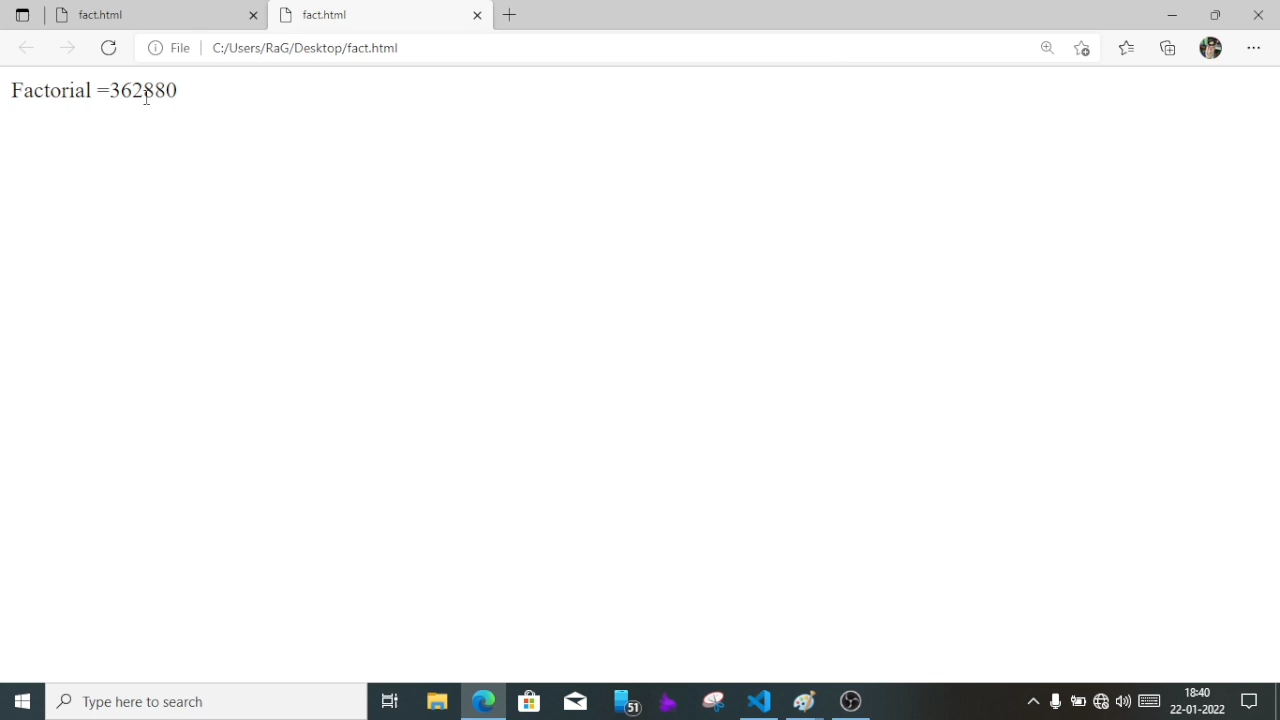 fact.html
fact.html
File
C:/Users/RaG/Desktop/fact.html
Factorial =362880
Type here to search
51
18:40
22-01-2022